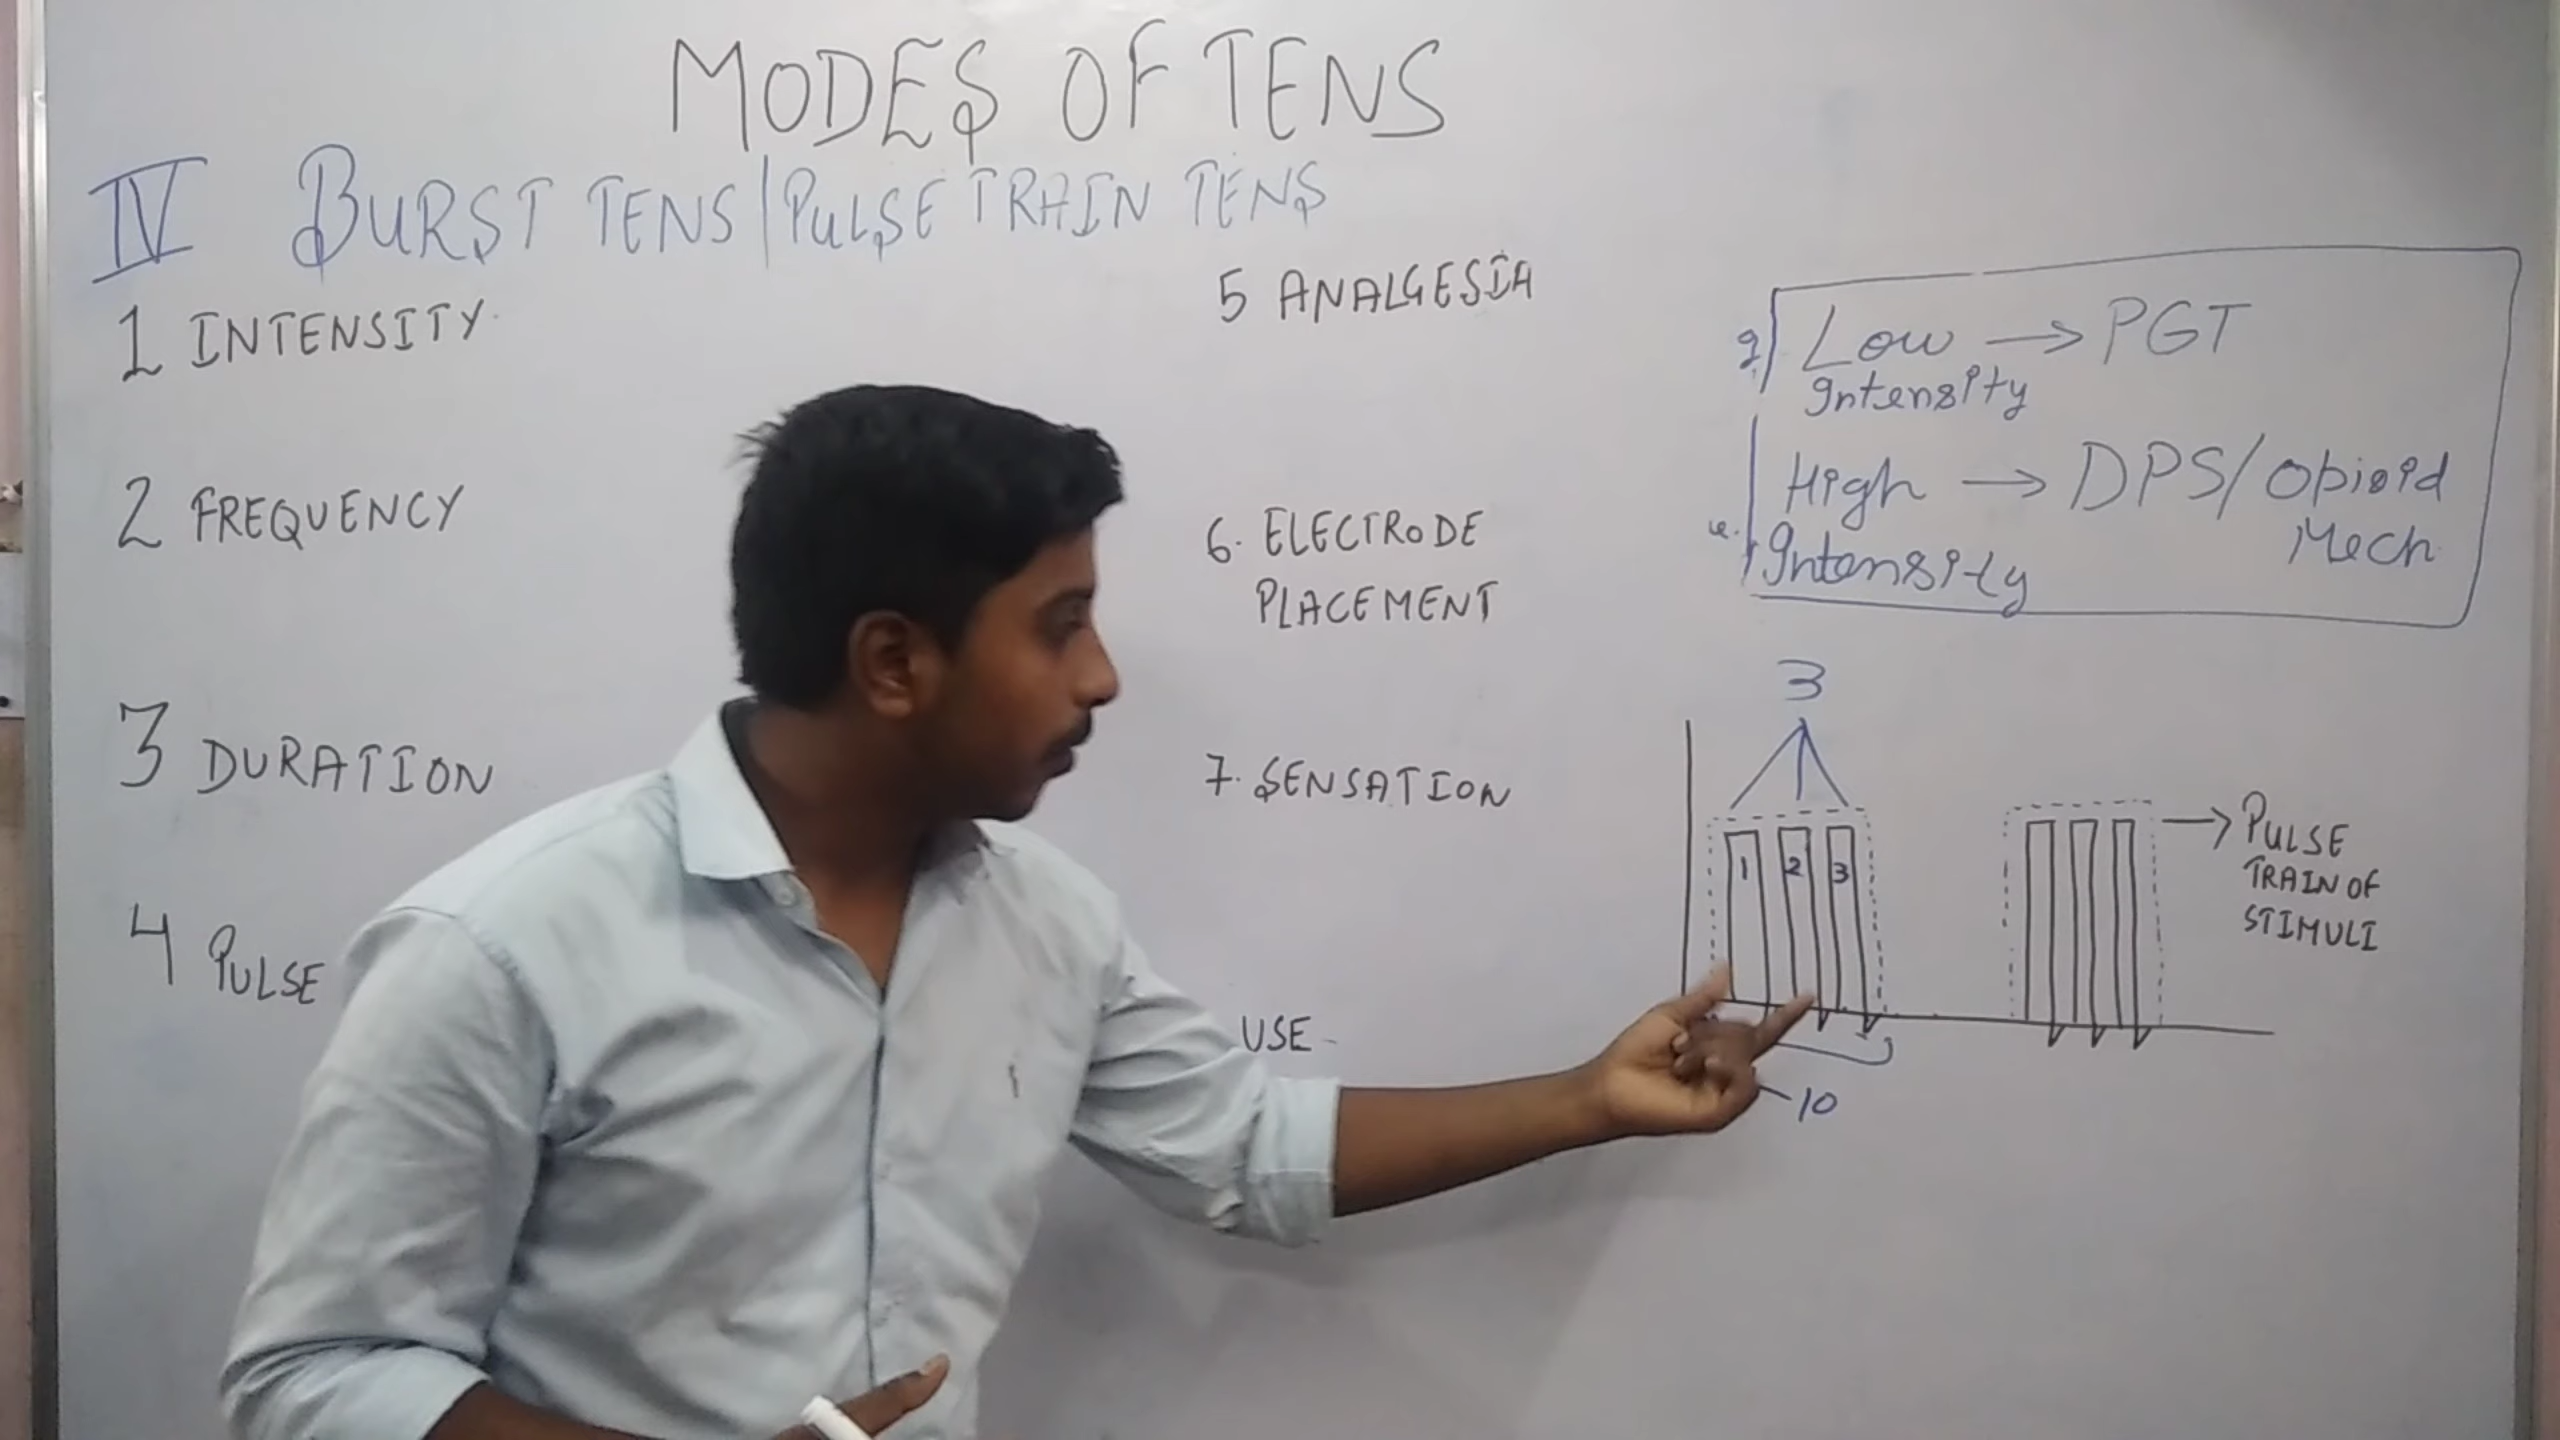 MODES OF TENS
IV BURST TENS/PULSE TRAIN TENS
1 INTENSITY
2 FREQUENCY
3 DURATION
4 PULSE
5 ANALGESIA
6. ELECTRODE
PLACEMENT
7. SENSATION
USE
Low → PGT
Intensity
High → DPS/Opioid
Mech
Intensity
3
1 2 3
→ PULSE
TRAIN OF
STIMULI
10